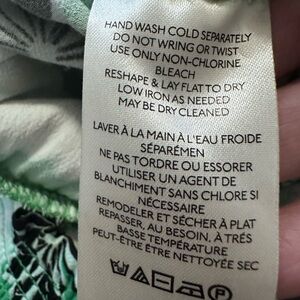 HAND WASH COLD SEPARATELY
DO NOT WRING OR TWIST
USE ONLY NON-CHLORINE
BLEACH
RESHAPE & LAY FLAT TO DRY
LOW IRON AS NEEDED
MAY BE DRY CLEANED
LAVER À LA MAIN À L'EAU FROIDE
SÉPARÉMEN
NE PAS TORDRE OU ESSORER
UTILISER UN AGENT DE
BLANCHIMENT SANS CHLORE SI
NÉCESSAIRE
REMODELER ET SÉCHER À PLAT
REPASSER, AU BESOIN, À TRÉS
BASSE TEMPÉRATURE
PEUT-ÊTRE ÊTRE NETTOYÉ SEC